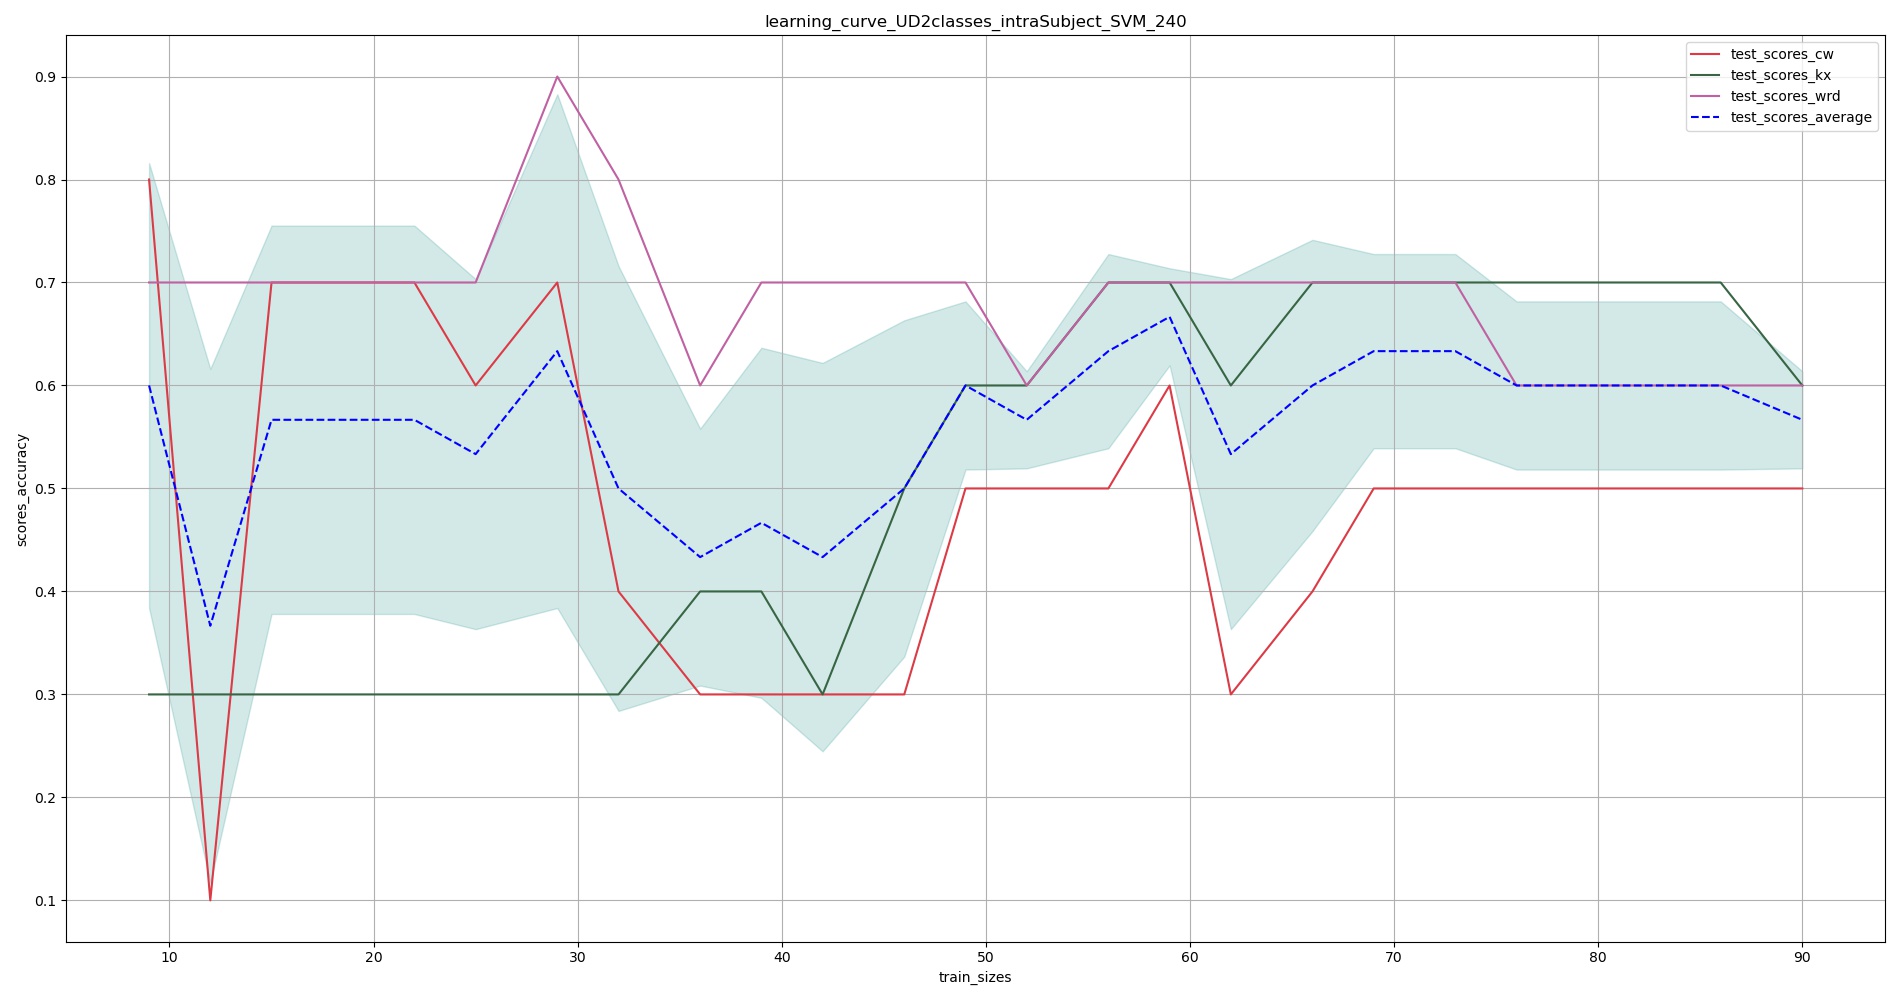 learning_curve_UD2classes_intraSubject_SVM_240
test_scores_cw
test_scores_kx
test_scores_wrd
test_scores_average
0.9
0.8
0.7
0.6
0.5
0.4
0.3
0.2
0.1
scores_accuracy
10 20 30 40 50 60 70 80 90
train_sizes